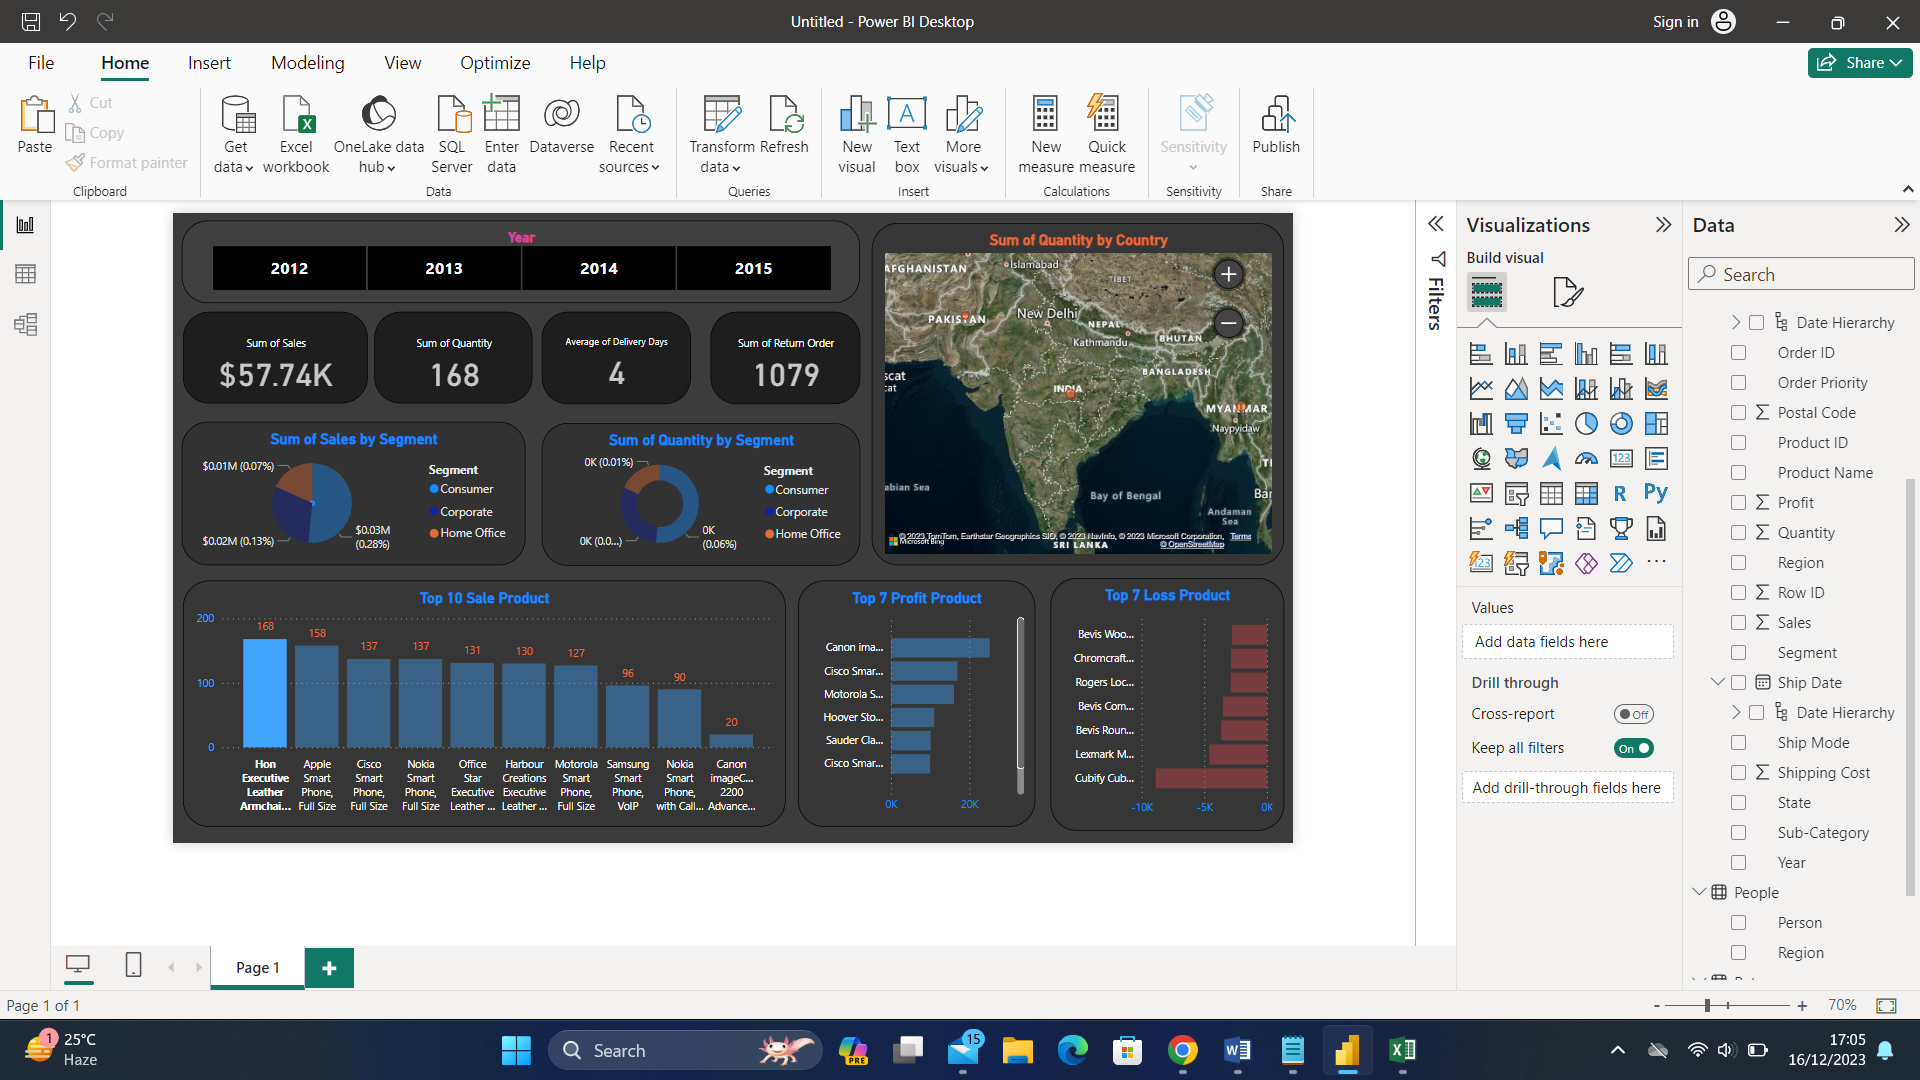 Untitled - Power BI Desktop
Sign in
File Home Insert Modeling View Optimize Help
Share
Paste
Cut
Copy
Format painter
Clipboard
Get data
Excel workbook
OneLake data hub
SQL Server
Enter data
Dataverse
Recent sources
Data
Transform data
Refresh
Queries
New visual
Text box
More visuals
Insert
New measure
Quick measure
Calculations
Sensitivity
Sensitivity
Publish
Share
Year
2012 2013 2014 2015
Sum of Sales
$57.74K
Sum of Quantity
168
Average of Delivery Days
4
Sum of Return Order
1079
Sum of Quantity by Country
AFGHANISTAN
Islamabad
TIBET
PAKISTAN
New Delhi
NEPAL
Kathmandu
BHUTAN
BANGLADESH
scat
cat
INDIA
MYANMAR
Naypyidaw
abian Sea
Bay of Bengal
Andaman Sea
SRI LANKA
Microsoft Bing
© 2023 TomTom, Earthstar Geographics SIO, © 2023 NavInfo, © 2023 Microsoft Corporation, Terms
© OpenStreetMap
Sum of Sales by Segment
$0.01M (0.07%)
$0.02M (0.13%)
$0.03M
(0.28%)
Segment
Consumer
Corporate
Home Office
Sum of Quantity by Segment
0K (0.01%)
0K (0.0...)
0K
(0.06%)
Segment
Consumer
Corporate
Home Office
Top 10 Sale Product
200
100
0
168 158 137 137 131 130 127 96 90 20
Hon Executive Leather Armchai...
Apple Smart Phone, Full Size
Cisco Smart Phone, Full Size
Nokia Smart Phone, Full Size
Office Star Executive Leather ...
Harbour Creations Executive Leather ...
Motorola Smart Phone, Full Size
Samsung Smart Phone, VoIP
Nokia Smart Phone, with Call...
Canon imageC... 2200 Advance...
Top 7 Profit Product
Canon ima...
Cisco Smar...
Motorola S...
Hoover Sto...
Sauder Cla...
Cisco Smar...
0K 20K
Top 7 Loss Product
Bevis Woo...
Chromcraft...
Rogers Loc...
Bevis Com...
Bevis Roun...
Lexmark M...
Cubify Cub...
-10K -5K 0K
Filters
Visualizations
Build visual
123
R
Py
123
Values
Add data fields here
Drill through
Cross-report
Off
Keep all filters
On
Add drill-through fields here
Data
Search
Date Hierarchy
Order ID
Order Priority
Postal Code
Product ID
Product Name
Profit
Quantity
Region
Row ID
Sales
Segment
Ship Date
Date Hierarchy
Ship Mode
Shipping Cost
State
Sub-Category
Year
People
Person
Region
Page 1
Page 1 of 1
70%
1
25°C
Haze
Search
PRE
15
17:05
16/12/2023